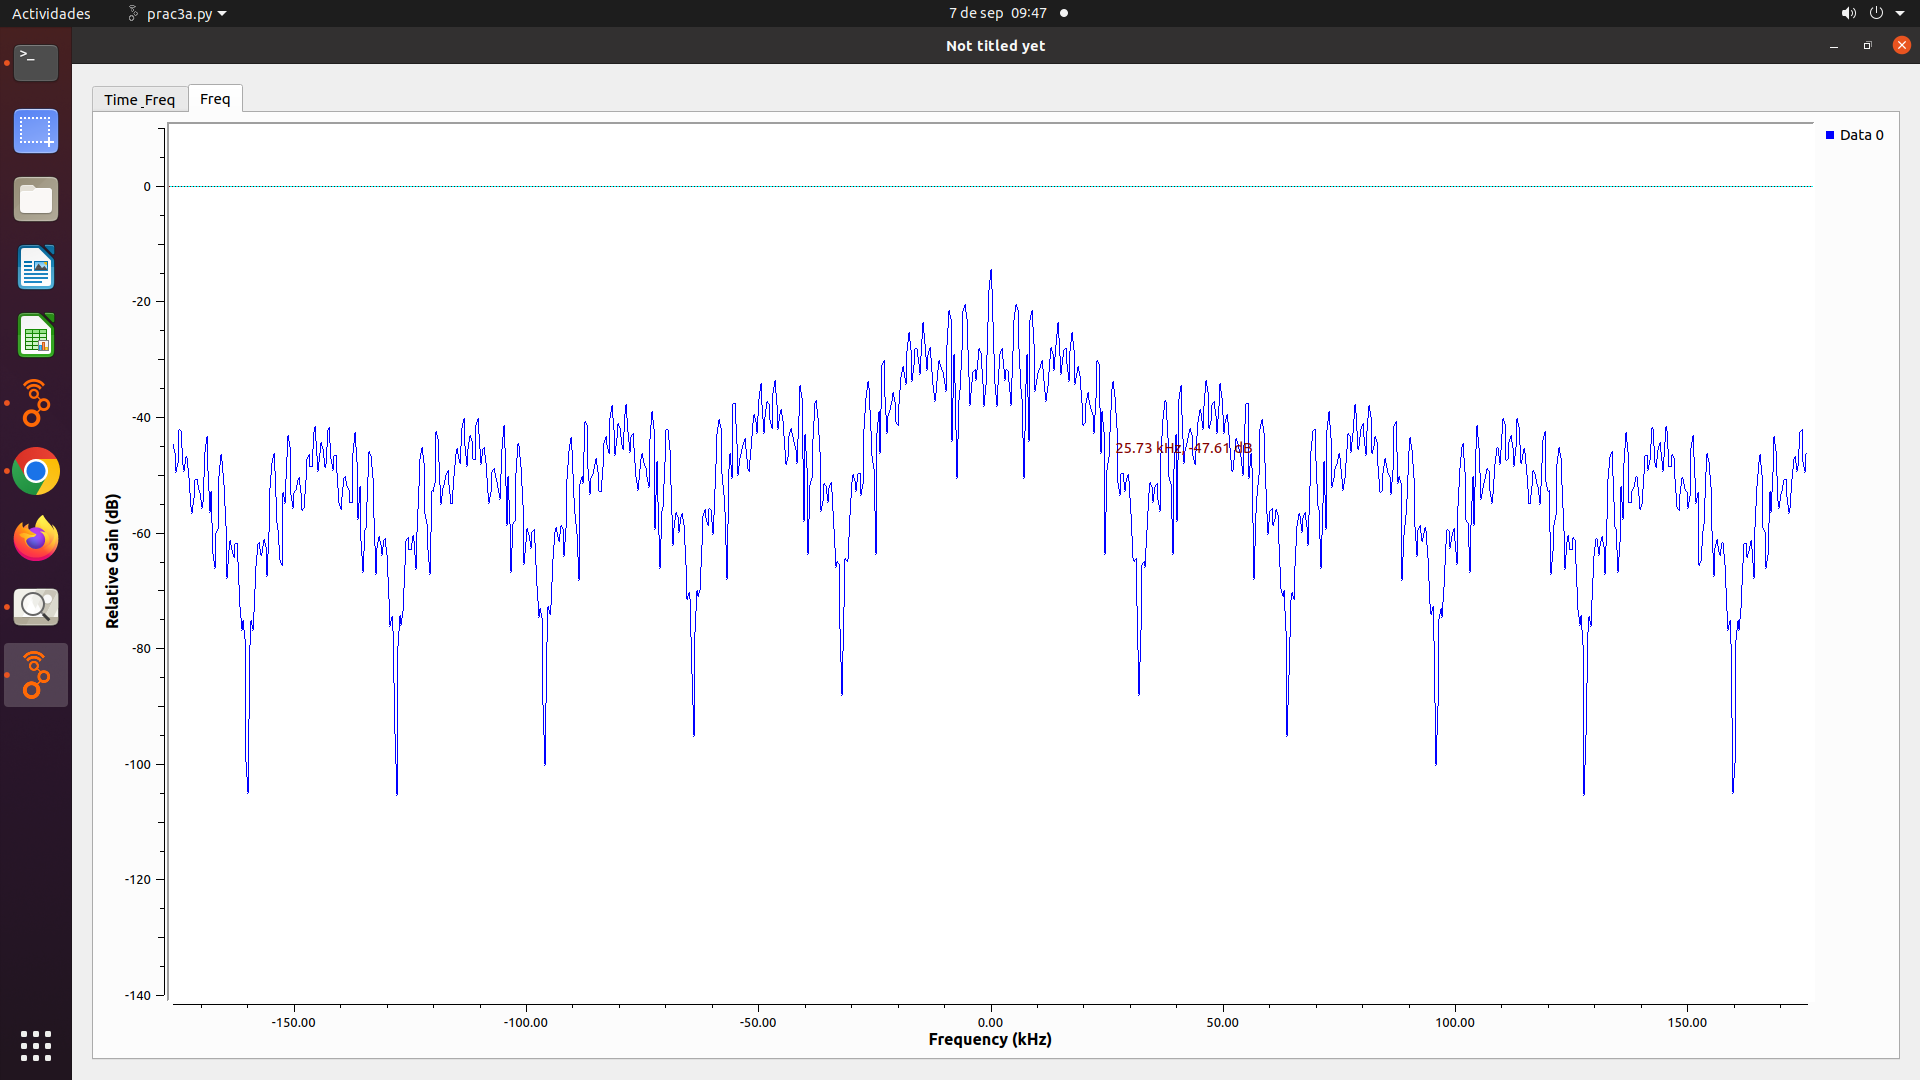 Actividades
prac3a.py
7 de sep 09:47
Not titled yet
Time_Freq
Freq
Data 0
0
-20
-40
-60
-80
-100
-120
-140
Relative Gain (dB)
25.73 kHz, -47.61 dB
-150.00
-100.00
-50.00
0.00
50.00
100.00
150.00
Frequency (kHz)